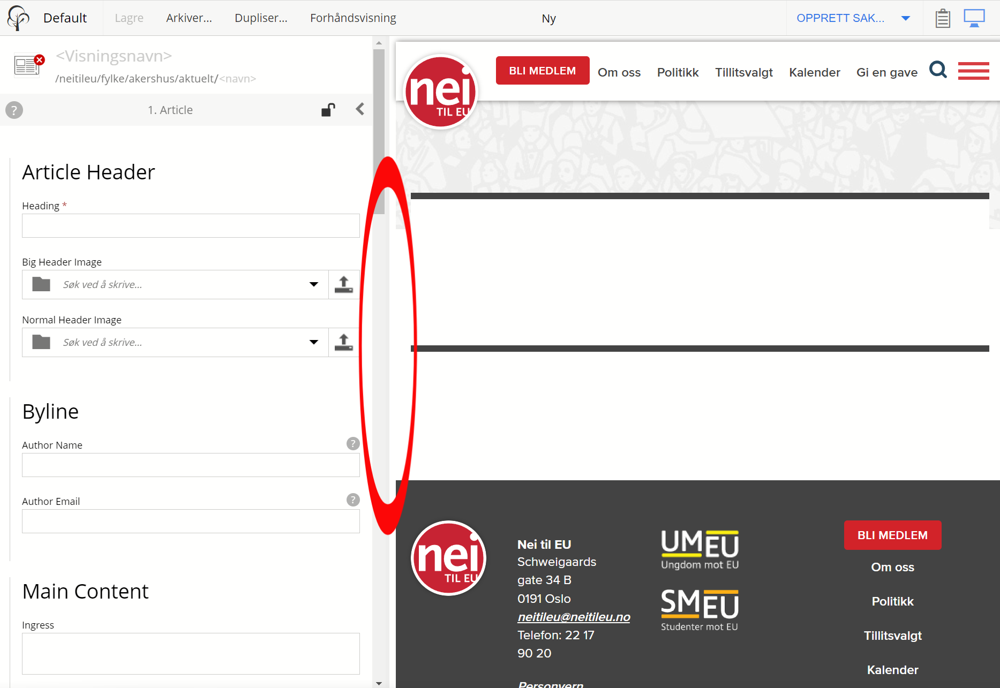 Default
Lagre
Arkiver...
Dupliser...
Forhåndsvisning
Ny
OPPRETT SAK...
<Visningsnavn>
/neitileu/fylke/akershus/aktuelt/<navn>
?
1. Article
Article Header
Heading *
Big Header Image
Søk ved å skrive...
Normal Header Image
Søk ved å skrive...
Byline
Author Name
?
Author Email
?
Main Content
Ingress
nei
TIL EU
BLI MEDLEM
Om oss
Politikk
Tillitsvalgt
Kalender
Gi en gave
nei
TIL EU
Nei til EU
Schweigaards
gate 34 B
0191 Oslo
neitileu@neitileu.no
Telefon: 22 17
90 20
Personvern
UMEU
Ungdom mot EU
SMEU
Studenter mot EU
BLI MEDLEM
Om oss
Politikk
Tillitsvalgt
Kalender